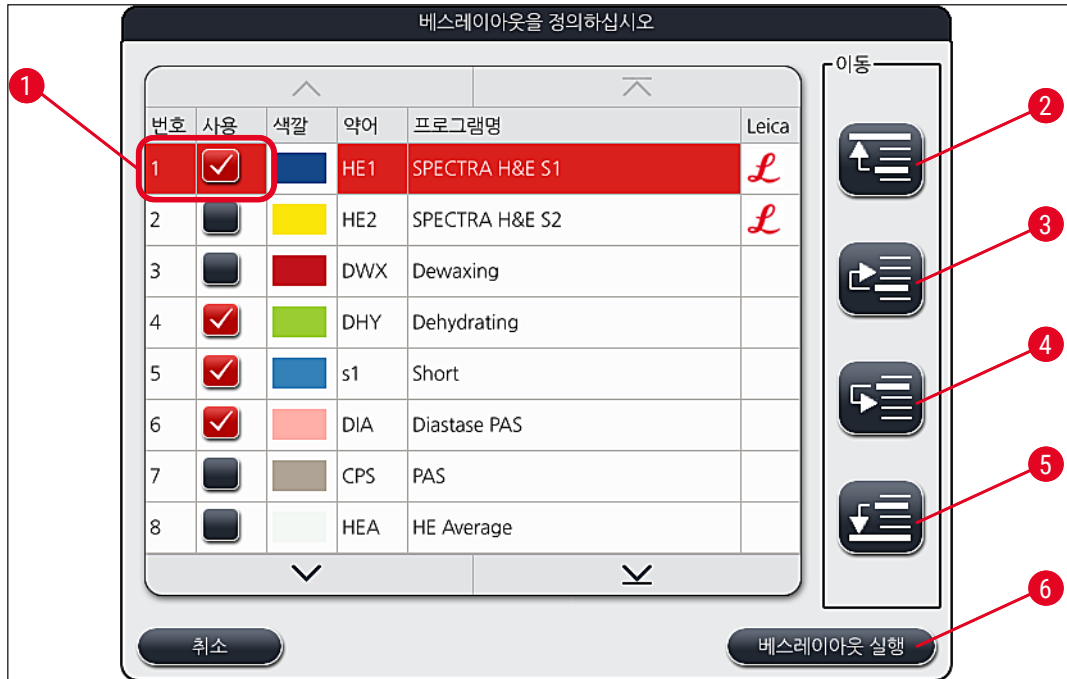 베스레이아웃을 정의하십시오
이동
번호 사용 색깔 약어 프로그램명 Leica
1 HE1 SPECTRA H&E S1 L
2 HE2 SPECTRA H&E S2 L
3 DWX Dewaxing
4 DHY Dehydrating
5 s1 Short
6 DIA Diastase PAS
7 CPS PAS
8 HEA HE Average
취소
베스레이아웃 실행
1
2
3
4
5
6